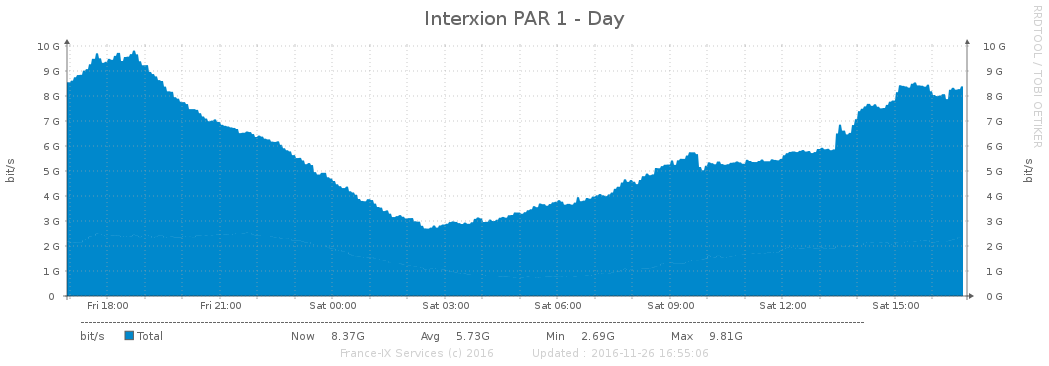 Interxion PAR 1 - Day
RRDTOOL / TOBI OETIKER
bit/s
10 G
9 G
8 G
7 G
6 G
5 G
4 G
3 G
2 G
1 G
0
10 G
9 G
8 G
7 G
6 G
5 G
4 G
3 G
2 G
1 G
0 G
bit/s
Fri 18:00 Fri 21:00 Sat 00:00 Sat 03:00 Sat 06:00 Sat 09:00 Sat 12:00 Sat 15:00
bit/s Total Now 8.37G Avg 5.73G Min 2.69G Max 9.81G
France-IX Services (c) 2016 Updated : 2016-11-26 16:55:06